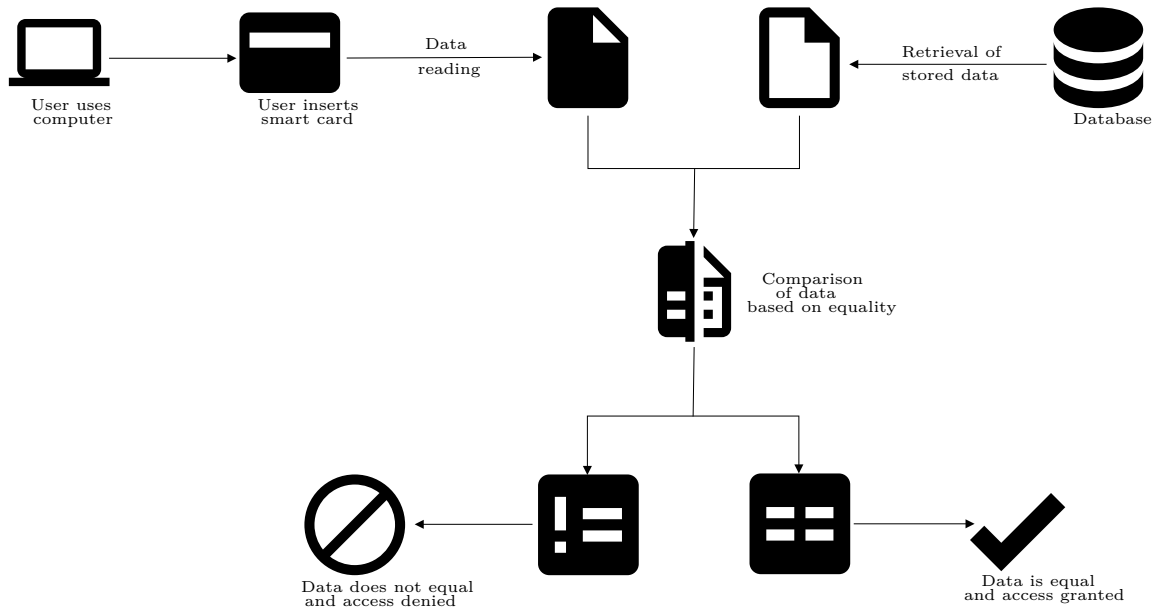 User uses
computer
User inserts
smart card
Data
reading
Retrieval of
stored data
Database
Comparison
of data
based on equality
Data does not equal
and access denied
Data is equal
and access granted